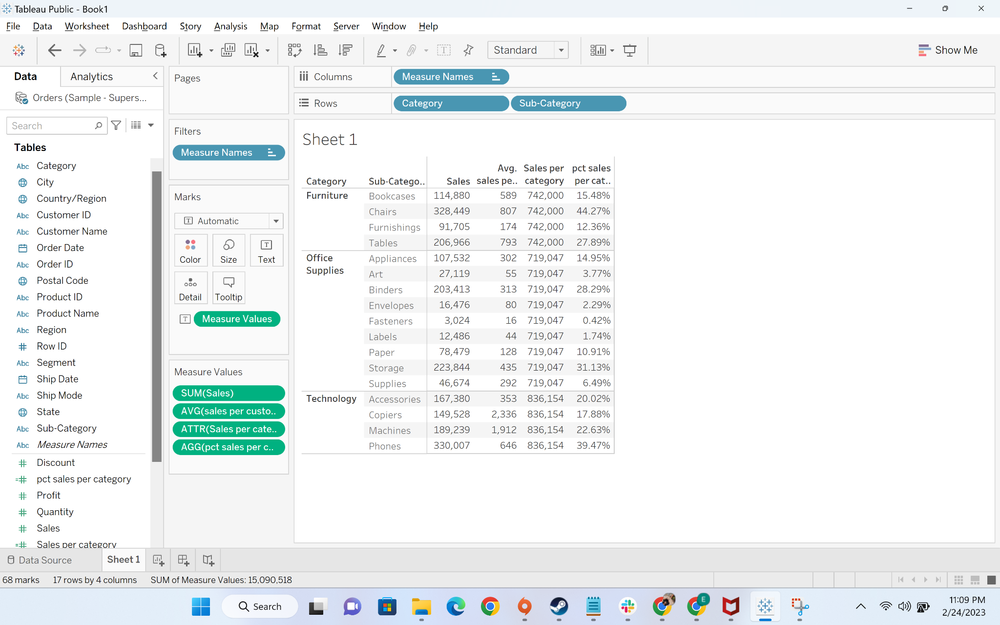 Tableau Public - Book1
File Data Worksheet Dashboard Story Analysis Map Format Server Window Help
Standard
Show Me
Data Analytics
Orders (Sample - Supers...
Search
Tables
Abc Category
City
Country/Region
Abc Customer ID
Abc Customer Name
Order Date
Abc Order ID
Postal Code
Abc Product ID
Abc Product Name
Abc Region
# Row ID
Abc Segment
Ship Date
Abc Ship Mode
State
Abc Sub-Category
Abc Measure Names
# Discount
=# pct sales per category
# Profit
# Quantity
# Sales
=# Sales per category
Pages
Filters
Measure Names
Marks
T Automatic
Color Size T Text
Detail Tooltip
T Measure Values
Measure Values
SUM(Sales)
AVG(sales per custo..
ATTR(Sales per cate..
AGG(pct sales per c..
Columns Measure Names
Rows Category Sub-Category
Sheet 1
Avg. Sales per pct sales
Category Sub-Catego.. Sales sales pe.. category per cat..
Furniture Bookcases 114,880 589 742,000 15.48%
Chairs 328,449 807 742,000 44.27%
Furnishings 91,705 174 742,000 12.36%
Tables 206,966 793 742,000 27.89%
Office Appliances 107,532 302 719,047 14.95%
Supplies Art 27,119 55 719,047 3.77%
Binders 203,413 313 719,047 28.29%
Envelopes 16,476 80 719,047 2.29%
Fasteners 3,024 16 719,047 0.42%
Labels 12,486 44 719,047 1.74%
Paper 78,479 128 719,047 10.91%
Storage 223,844 435 719,047 31.13%
Supplies 46,674 292 719,047 6.49%
Technology Accessories 167,380 353 836,154 20.02%
Copiers 149,528 2,336 836,154 17.88%
Machines 189,239 1,912 836,154 22.63%
Phones 330,007 646 836,154 39.47%
Data Source Sheet 1
68 marks 17 rows by 4 columns SUM of Measure Values: 15,090,518
Search
E
11:09 PM
2/24/2023